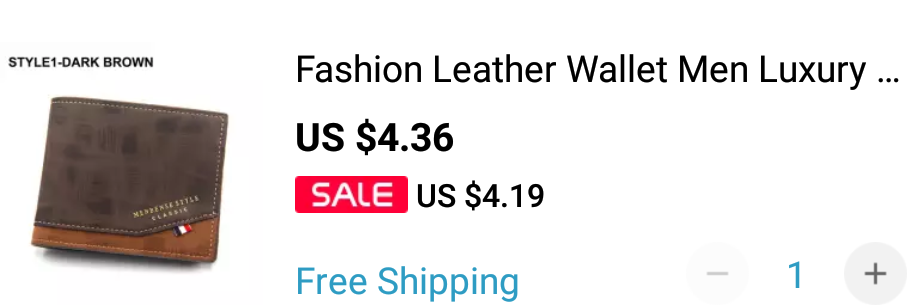 STYLE1-DARK BROWN
Fashion Leather Wallet Men Luxury ...
US $4.36
SALE US $4.19
MENBENSE STYLE
CLASSIC
Free Shipping
− 1 +